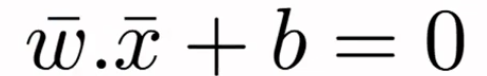 w̄.x̄ + b = 0